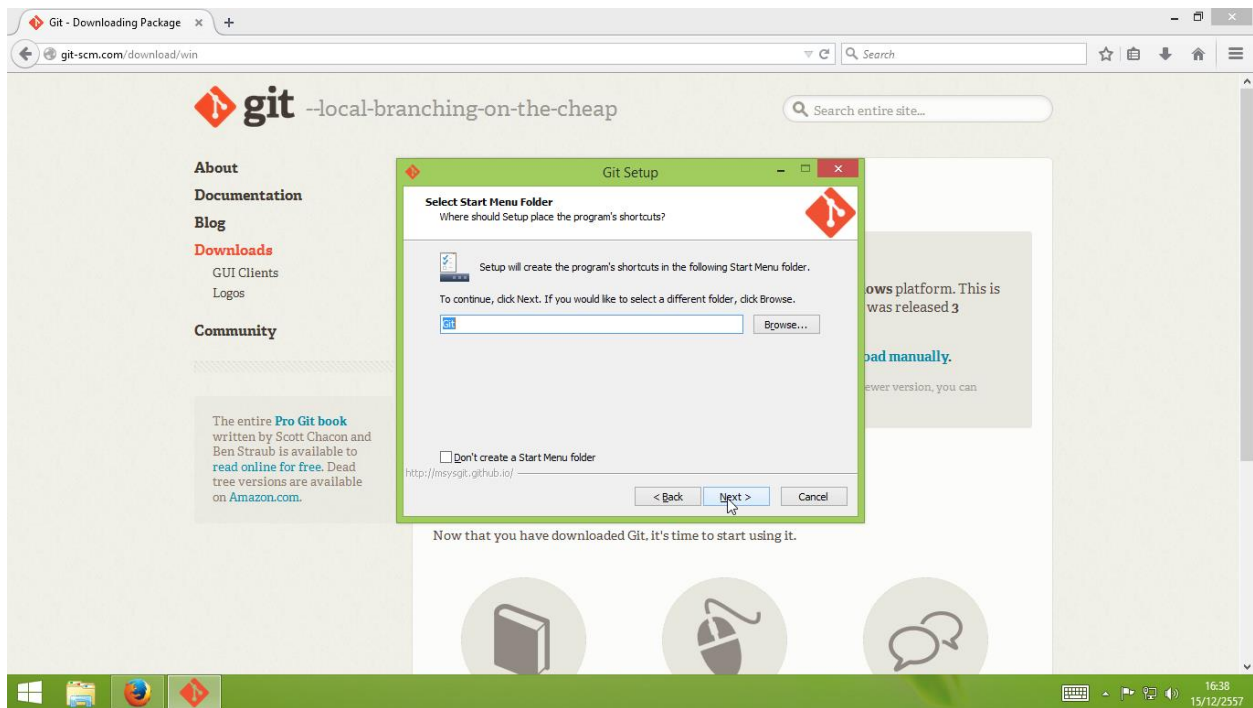 Git - Downloading Package
git-scm.com/download/win
Search
git --local-branching-on-the-cheap
Search entire site...
About
Documentation
Blog
Downloads
GUI Clients
Logos
Community
The entire Pro Git book
written by Scott Chacon and
Ben Straub is available to
read online for free. Dead
tree versions are available
on Amazon.com.
Git Setup
Select Start Menu Folder
Where should Setup place the program's shortcuts?
Setup will create the program's shortcuts in the following Start Menu folder.
To continue, click Next. If you would like to select a different folder, click Browse.
Git
Browse...
Don't create a Start Menu folder
http://msysgit.github.io/
< Back
Next >
Cancel
ows platform. This is
was released 3
oad manually.
ewer version, you can
Now that you have downloaded Git, it's time to start using it.
16:38
15/12/2557